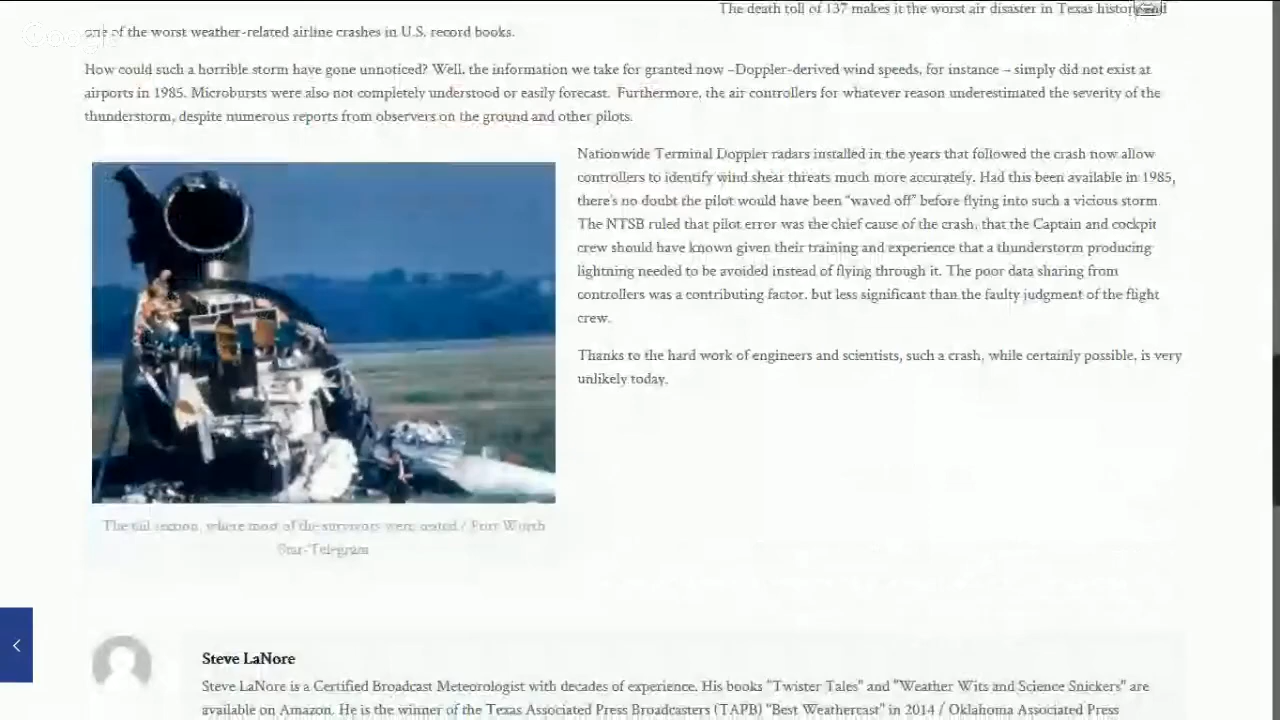 The death toll of 137 makes it the worst air disaster in Texas history and
Google
one of the worst weather-related airline crashes in U.S. record books.
How could such a horrible storm have gone unnoticed? Well, the information we take for granted now –Doppler-derived wind speeds, for instance – simply did not exist at
airports in 1985. Microbursts were also not completely understood or easily forecast. Furthermore, the air controllers for whatever reason underestimated the severity of the
thunderstorm, despite numerous reports from observers on the ground and other pilots.
Nationwide Terminal Doppler radars installed in the years that followed the crash now allow
controllers to identify wind shear threats much more accurately. Had this been available in 1985,
there's no doubt the pilot would have been "waved off" before flying into such a vicious storm.
The NTSB ruled that pilot error was the chief cause of the crash, that the Captain and cockpit
crew should have known given their training and experience that a thunderstorm producing
lightning needed to be avoided instead of flying through it. The poor data sharing from
controllers was a contributing factor, but less significant than the faulty judgment of the flight
crew.
Thanks to the hard work of engineers and scientists, such a crash, while certainly possible, is very
unlikely today.
The tail section, where most of the survivors were seated / Fort Worth
Star-Telegram
Steve LaNore
Steve LaNore is a Certified Broadcast Meteorologist with decades of experience. His books "Twister Tales" and "Weather Wits and Science Snickers" are
available on Amazon. He is the winner of the Texas Associated Press Broadcasters (TAPB) "Best Weathercast" in 2014 / Oklahoma Associated Press